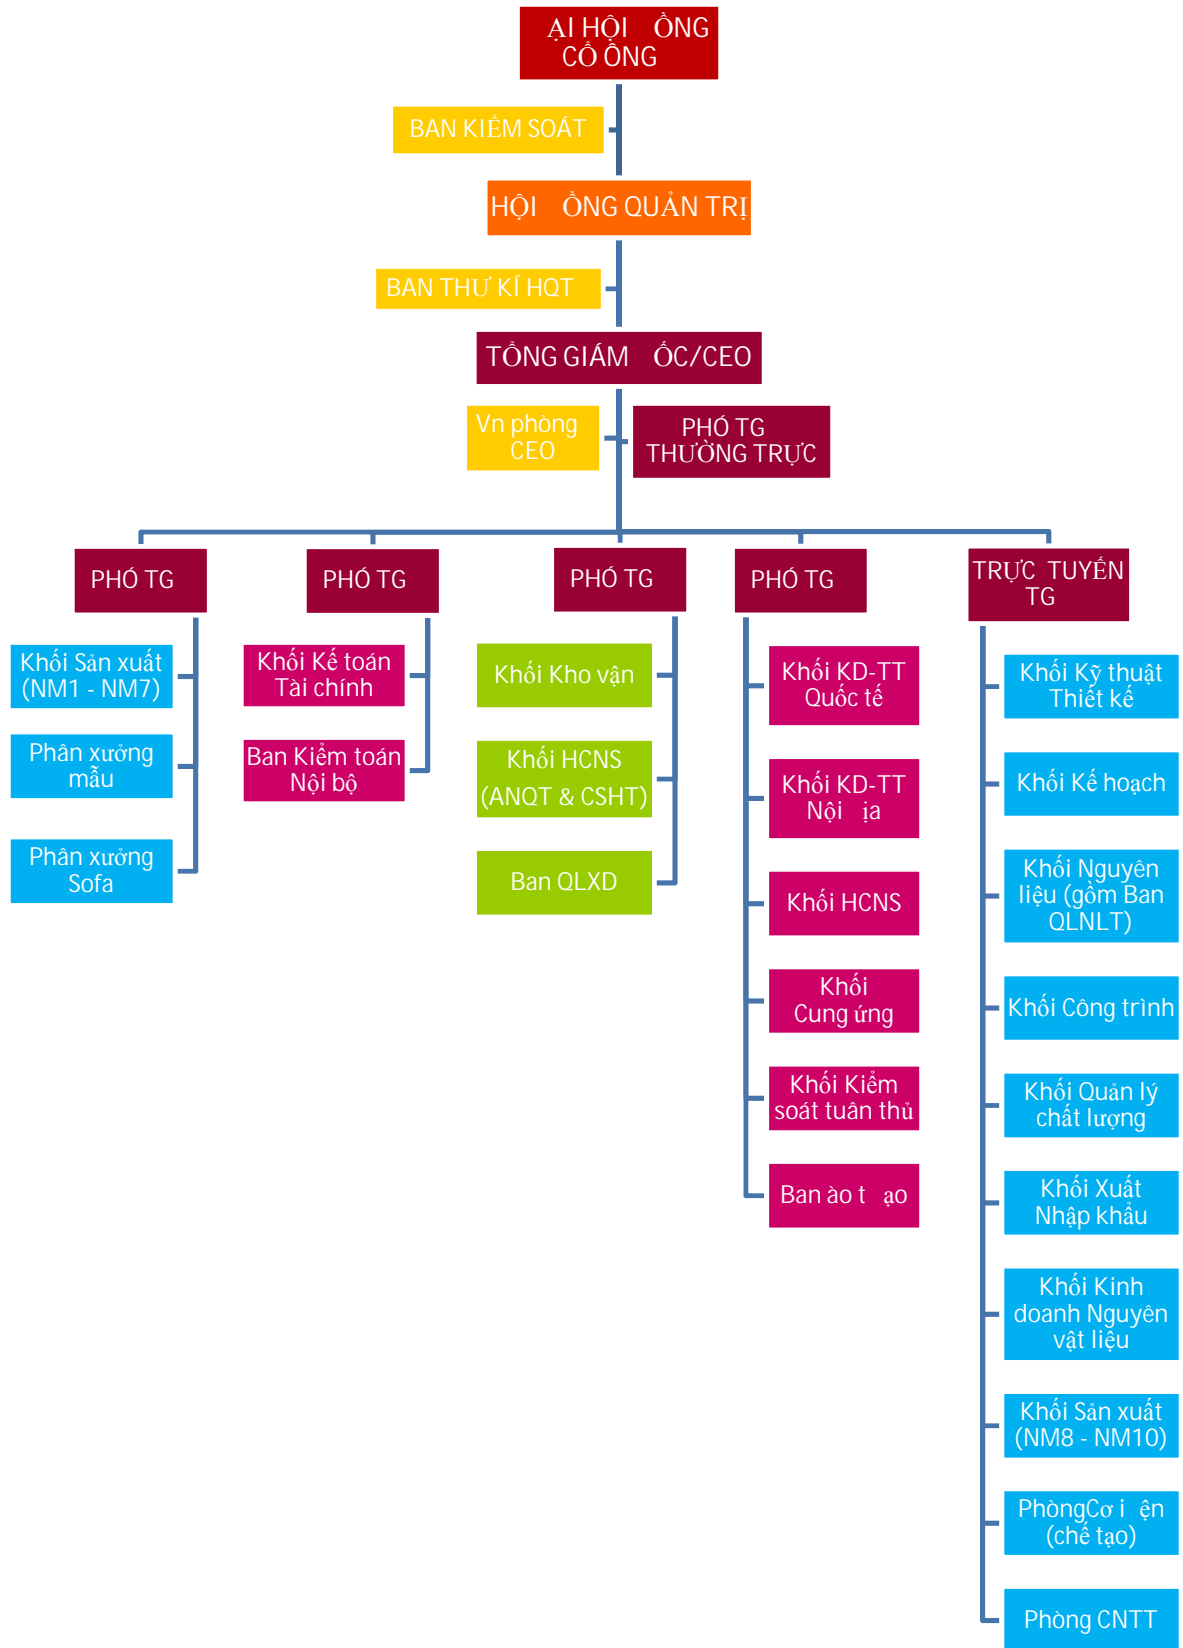 ẠI HỘI ỒNG
CỔ ÔNG
BAN KIỂM SOÁT
HỘI ỒNG QUẢN TRỊ
BAN THƯ KÍ HQT
TỔNG GIÁM ỐC/CEO
Vn phòng
CEO
PHÓ TG
THƯỜNG TRỰC
PHÓ TG
PHÓ TG
PHÓ TG
PHÓ TG
TRỰC TUYẾN
TG
Khối Sản xuất
(NM1 - NM7)
Phân xưởng
mẫu
Phân xưởng
Sofa
Khối Kế toán
Tài chính
Ban Kiểm toán
Nội bộ
Khối Kho vận
Khối HCNS
(ANQT & CSHT)
Ban QLXD
Khối KD-TT
Quốc tế
Khối KD-TT
Nội ịa
Khối HCNS
Khối
Cung ứng
Khối Kiểm
soát tuân thủ
Ban ào t ạo
Khối Kỹ thuật
Thiết kế
Khối Kế hoạch
Khối Nguyên
liệu (gồm Ban
QLNLT)
Khối Công trình
Khối Quản lý
chất lượng
Khối Xuất
Nhập khẩu
Khối Kinh
doanh Nguyên
vật liệu
Khối Sản xuất
(NM8 - NM10)
PhòngCơ i ện
(chế tạo)
Phòng CNTT